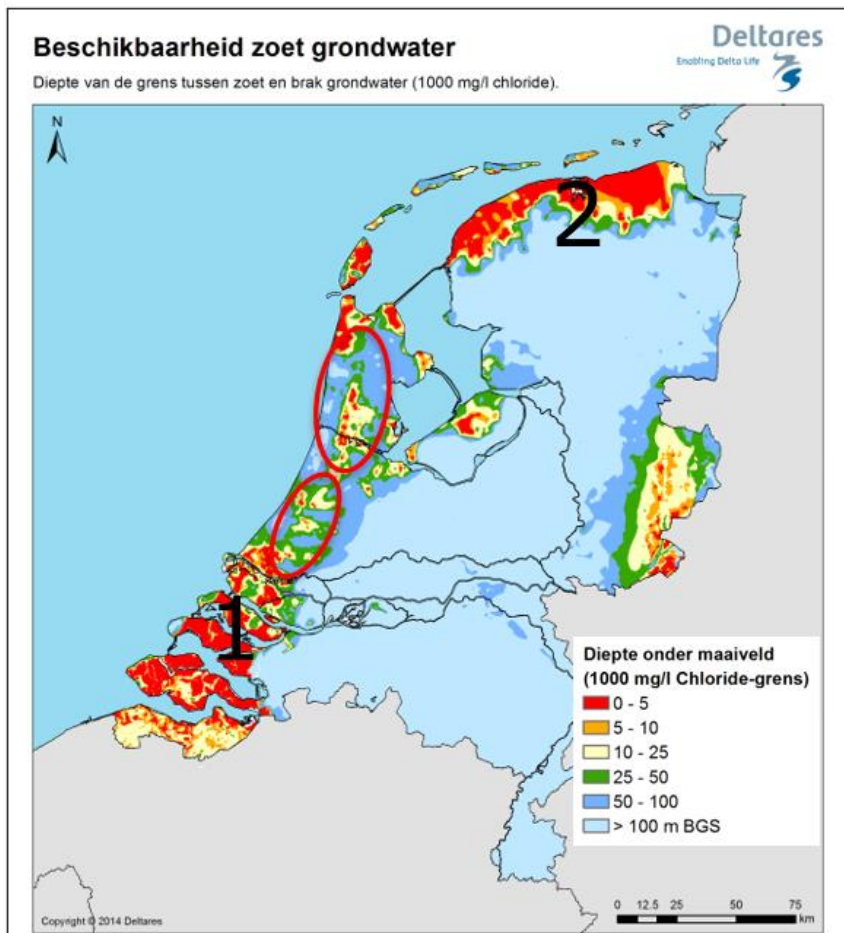 Beschikbaarheid zoet grondwater
Deltares
Enabling Delta Life
Diepte van de grens tussen zoet en brak grondwater (1000 mg/l chloride).
N
2
1
Diepte onder maaiveld
(1000 mg/l Chloride-grens)
0 - 5
5 - 10
10 - 25
25 - 50
50 - 100
> 100 m BGS
0 12.5 25 50 75
km
Copyright © 2014 Deltares